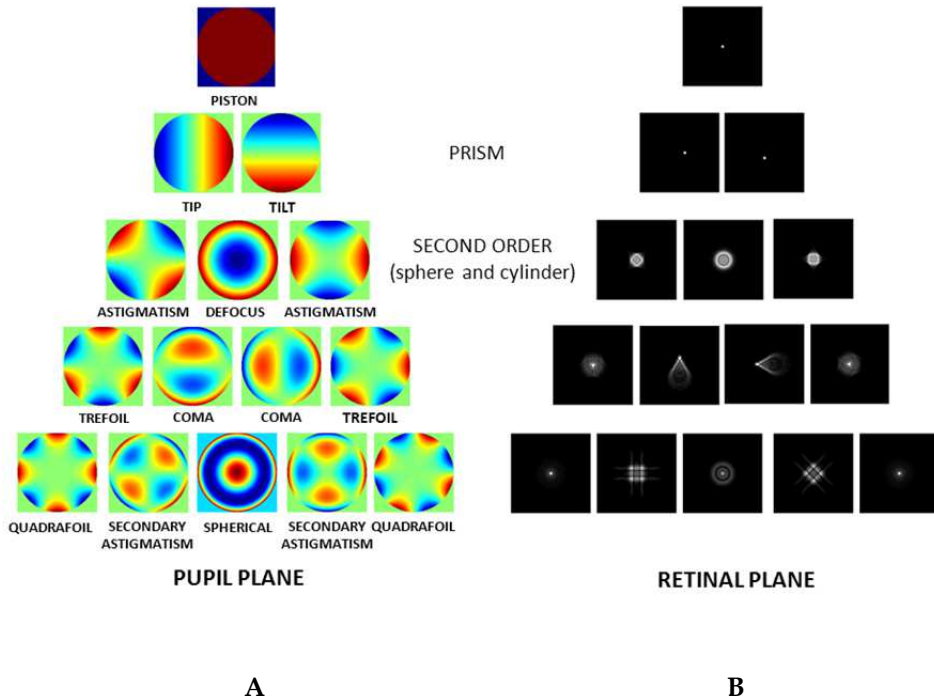 PISTON
PRISM
TIP TILT
SECOND ORDER
(sphere and cylinder)
ASTIGMATISM DEFOCUS ASTIGMATISM
TREFOIL COMA COMA TREFOIL
QUADRAFOIL SECONDARY SPHERICAL SECONDARY QUADRAFOIL
ASTIGMATISM ASTIGMATISM
PUPIL PLANE RETINAL PLANE
A B